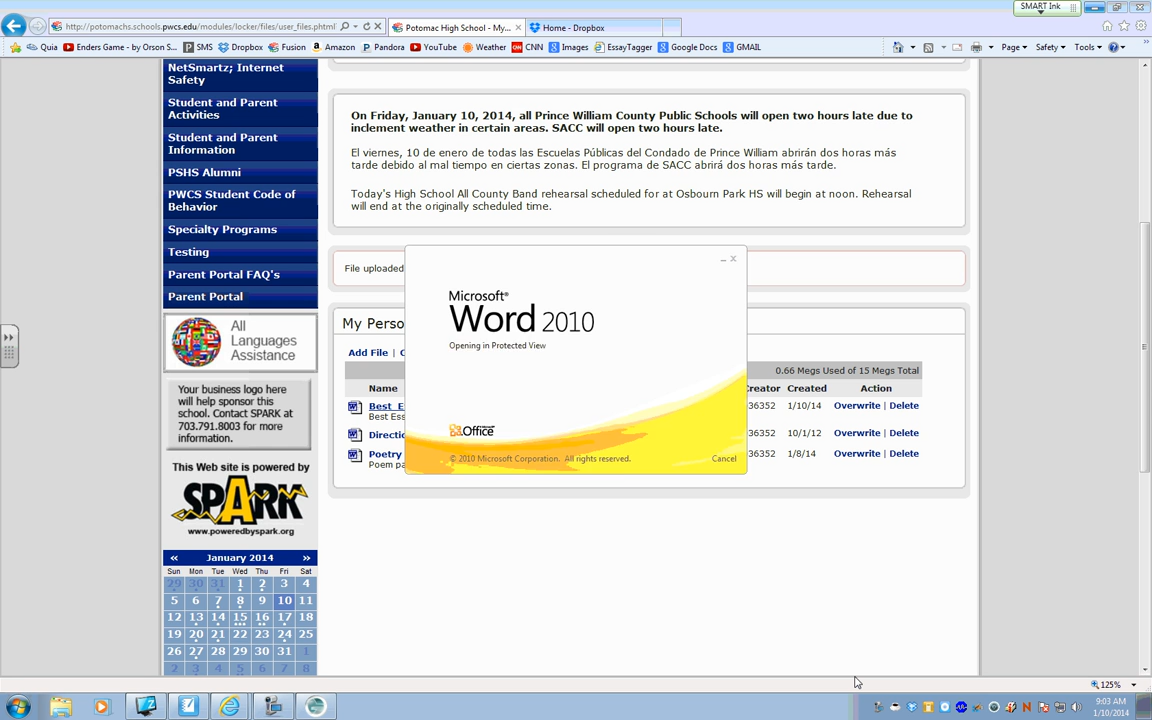 SMART Ink
http://potomachs.schools.pwcs.edu/modules/locker/files/user_files.phtml?
Potomac High School - My...
Home - Dropbox
Quia
Enders Game - by Orson S...
SMS
Dropbox
Fusion
Amazon
Pandora
YouTube
Weather
CNN
Images
EssayTagger
Google Docs
GMAIL
Page
Safety
Tools
NetSmartz; Internet
Safety
Student and Parent
Activities
Student and Parent
Information
PSHS Alumni
PWCS Student Code of
Behavior
Specialty Programs
Testing
Parent Portal FAQ's
Parent Portal
All
Languages
Assistance
Your business logo here
will help sponsor this
school. Contact SPARK at
703.791.8003 for more
information.
This Web site is powered by
SPARK
www.poweredbyspark.org
« January 2014 »
Sun Mon Tue Wed Thu Fri Sat
29 30 31 1 2 3 4
5 6 7 8 9 10 11
12 13 14 15 16 17 18
19 20 21 22 23 24 25
26 27 28 29 30 31 1
2 3 4 5 6 7 8
On Friday, January 10, 2014, all Prince William County Public Schools will open two hours late due to
inclement weather in certain areas. SACC will open two hours late.
El viernes, 10 de enero de todas las Escuelas Públicas del Condado de Prince William abrirán dos horas más
tarde debido al mal tiempo en ciertas zonas. El programa de SACC abrirá dos horas más tarde.
Today's High School All County Band rehearsal scheduled for at Osbourn Park HS will begin at noon. Rehearsal
will end at the originally scheduled time.
File uploaded
My Perso
Add File |
0.66 Megs Used of 15 Megs Total
Name Creator Created Action
Best E 36352 1/10/14 Overwrite | Delete
Best Ess
Directio 36352 10/1/12 Overwrite | Delete
Poetry 36352 1/8/14 Overwrite | Delete
Poem pa
Microsoft®
Word 2010
Opening in Protected View
Office
© 2010 Microsoft Corporation. All rights reserved.
Cancel
125%
9:03 AM
1/10/2014